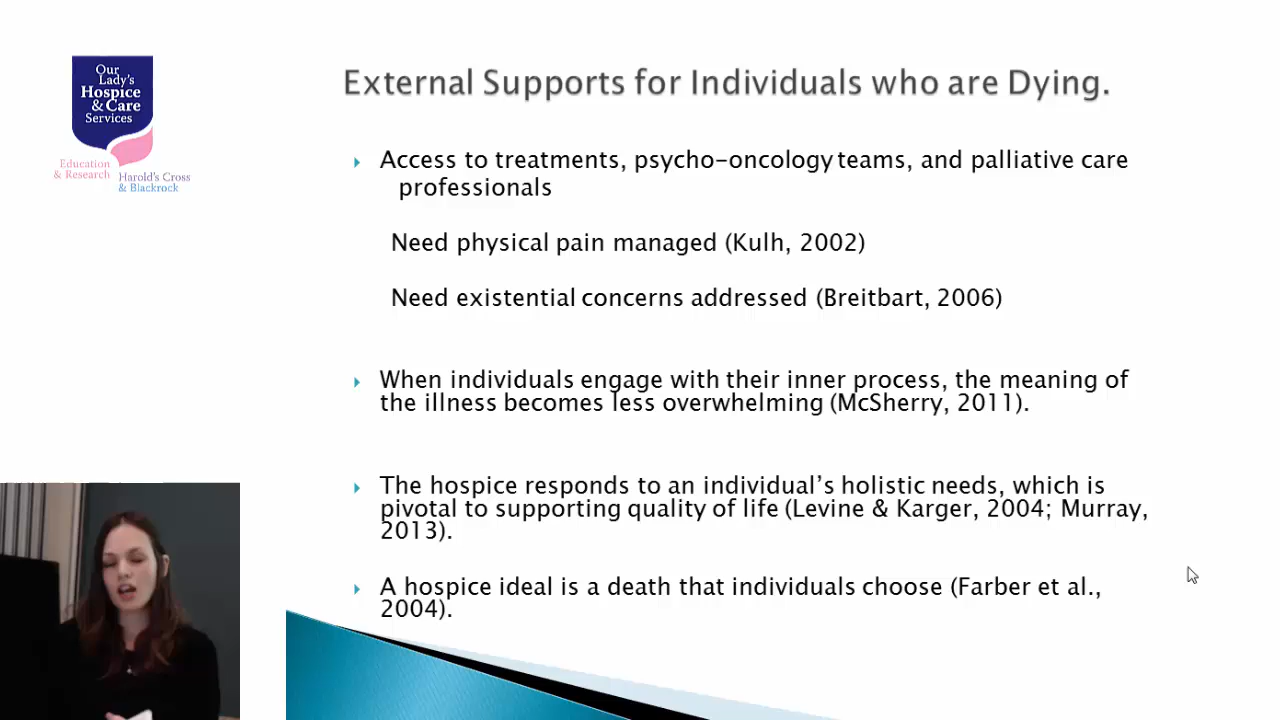 Our
Lady's
Hospice
& Care
Services
Education
& Research
Harold's Cross
& Blackrock
External Supports for Individuals who are Dying.
Access to treatments, psycho-oncology teams, and palliative care
professionals
Need physical pain managed (Kulh, 2002)
Need existential concerns addressed (Breitbart, 2006)
When individuals engage with their inner process, the meaning of
the illness becomes less overwhelming (McSherry, 2011).
The hospice responds to an individual's holistic needs, which is
pivotal to supporting quality of life (Levine & Karger, 2004; Murray,
2013).
A hospice ideal is a death that individuals choose (Farber et al.,
2004).